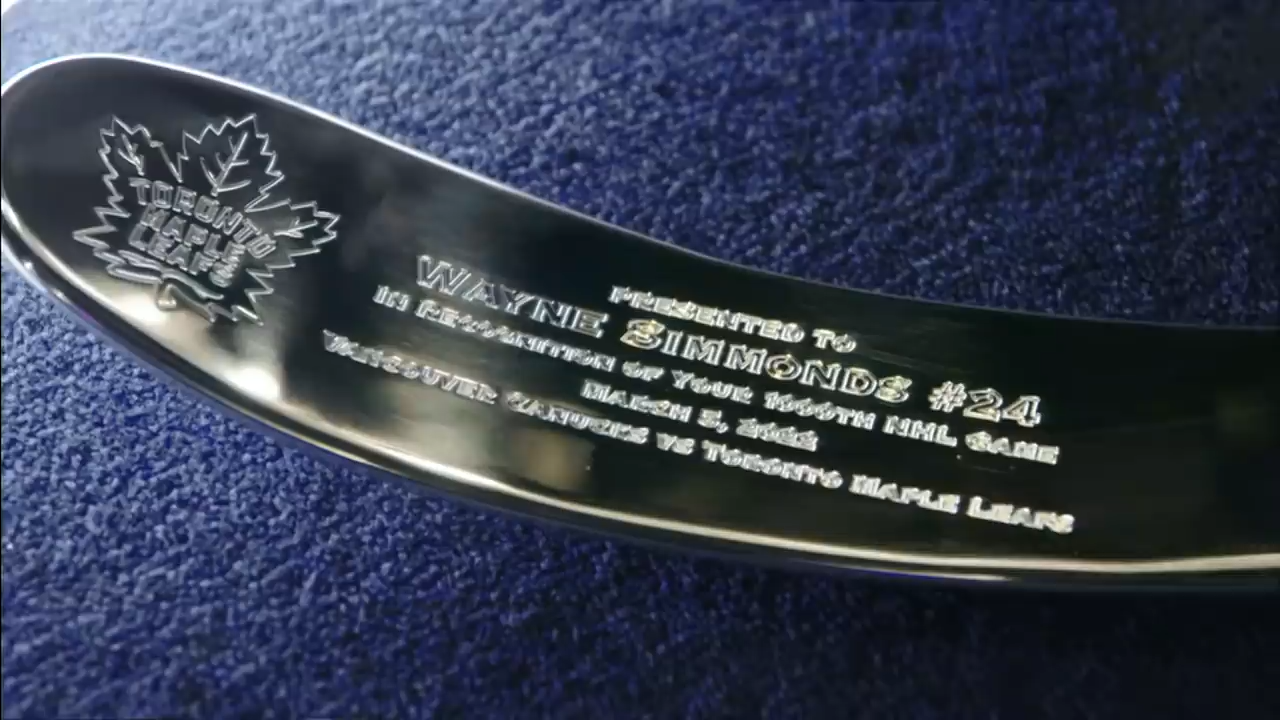 TORONTO
MAPLE
LEAFS
PRESENTED TO
WAYNE SIMMONDS #24
IN RECOGNITION OF YOUR 1000TH NHL GAME
MARCH 5, 2022
VANCOUVER CANUCKS VS TORONTO MAPLE LEAFS